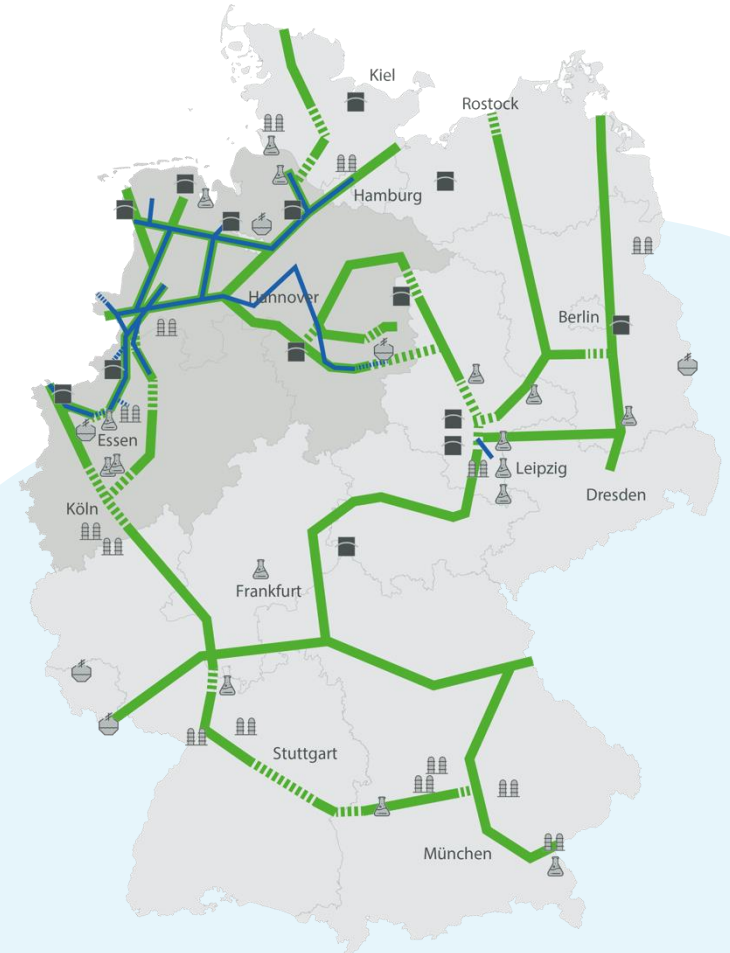 Kiel
Rostock
Hamburg
Hannover
Berlin
Essen
Leipzig
Köln
Dresden
Frankfurt
Stuttgart
München